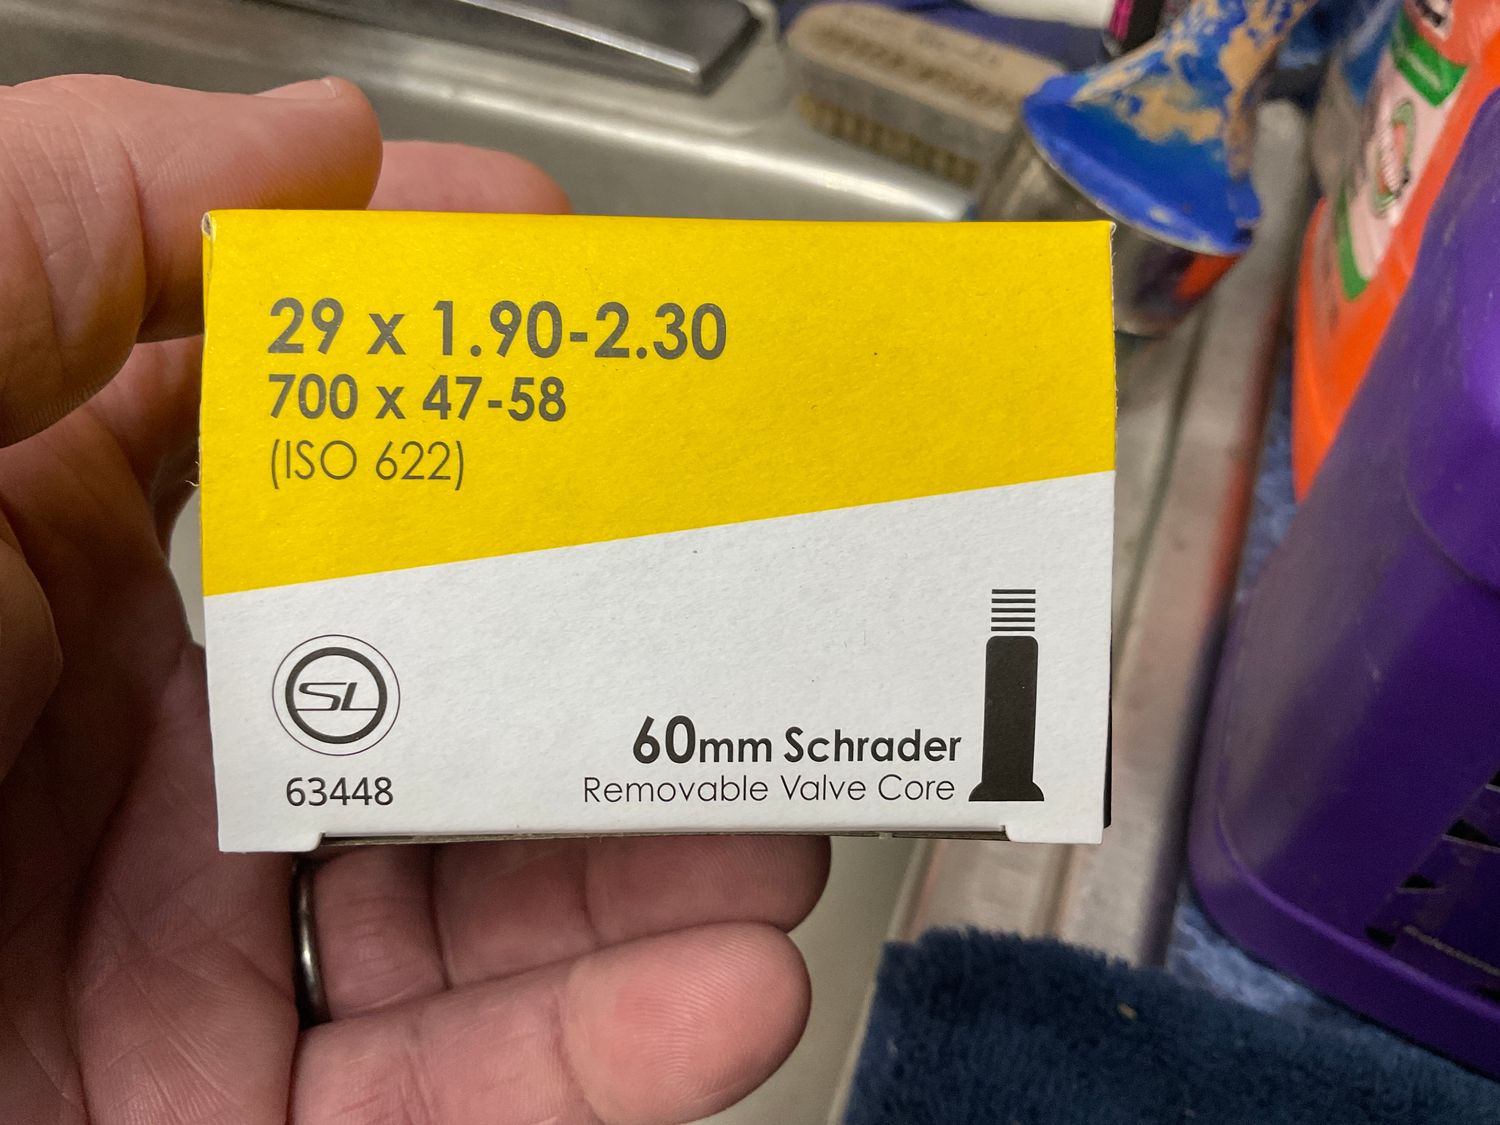 29 x 1.90-2.30
700 x 47-58
(ISO 622)
SL
63448
60mm Schrader
Removable Valve Core